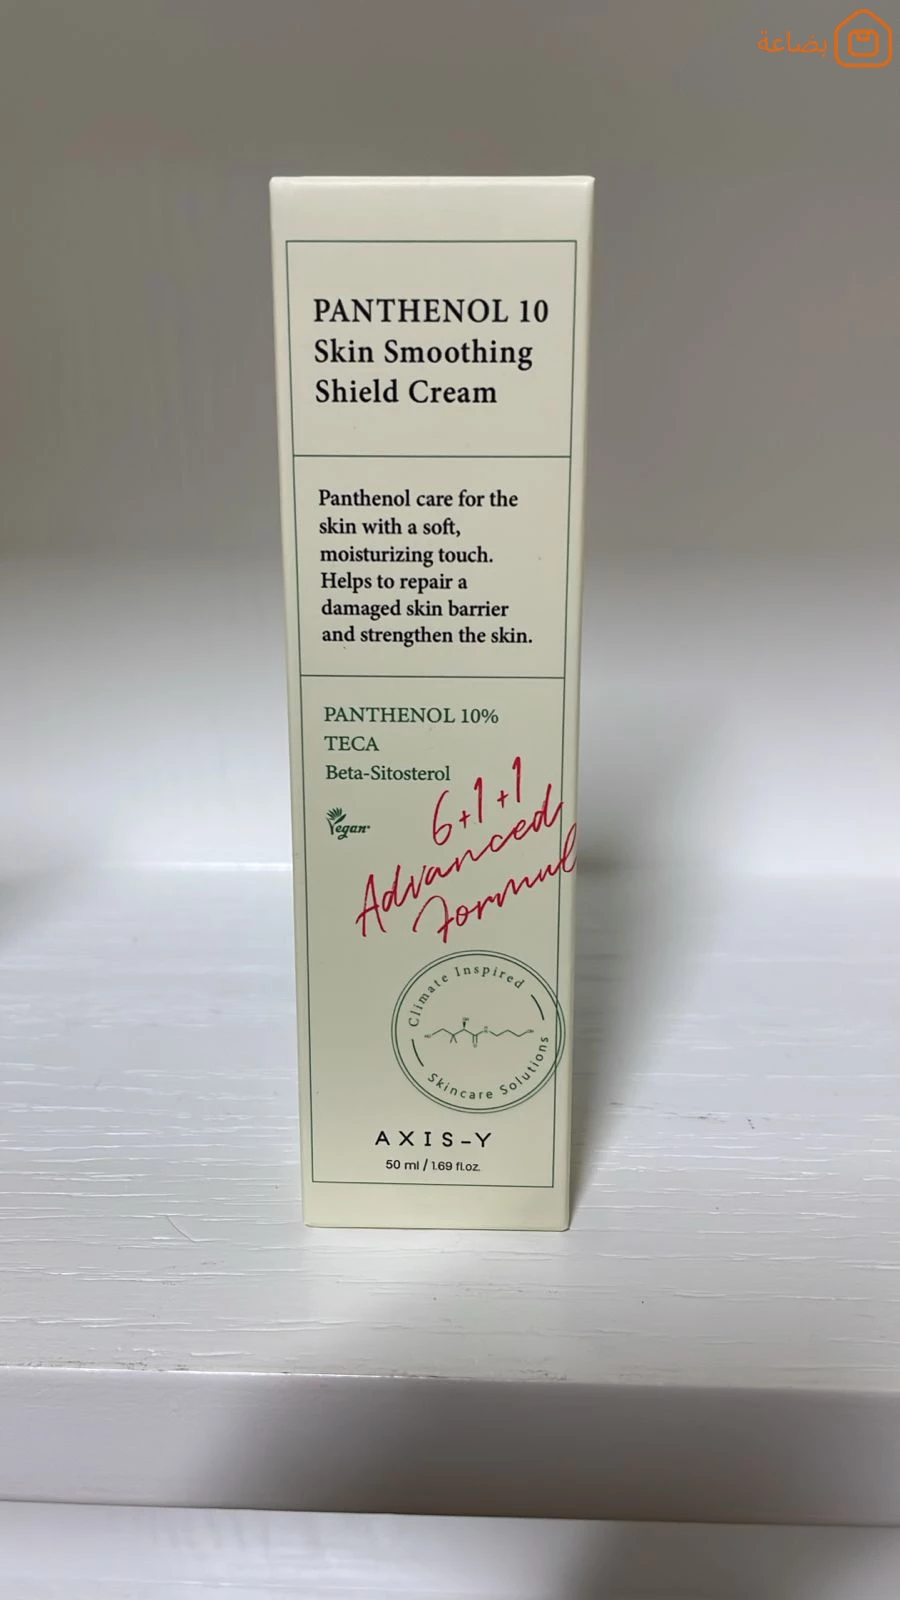 بضاعة
PANTHENOL 10
Skin Smoothing
Shield Cream
Panthenol care for the
skin with a soft,
moisturizing touch.
Helps to repair a
damaged skin barrier
and strengthen the skin.
PANTHENOL 10%
TECA
Beta-Sitosterol
Vegan
6+1+1
Advanced
Formul
Climate Inspired
Skincare Solutions
AXIS-Y
50 ml / 1.69 fl.oz.